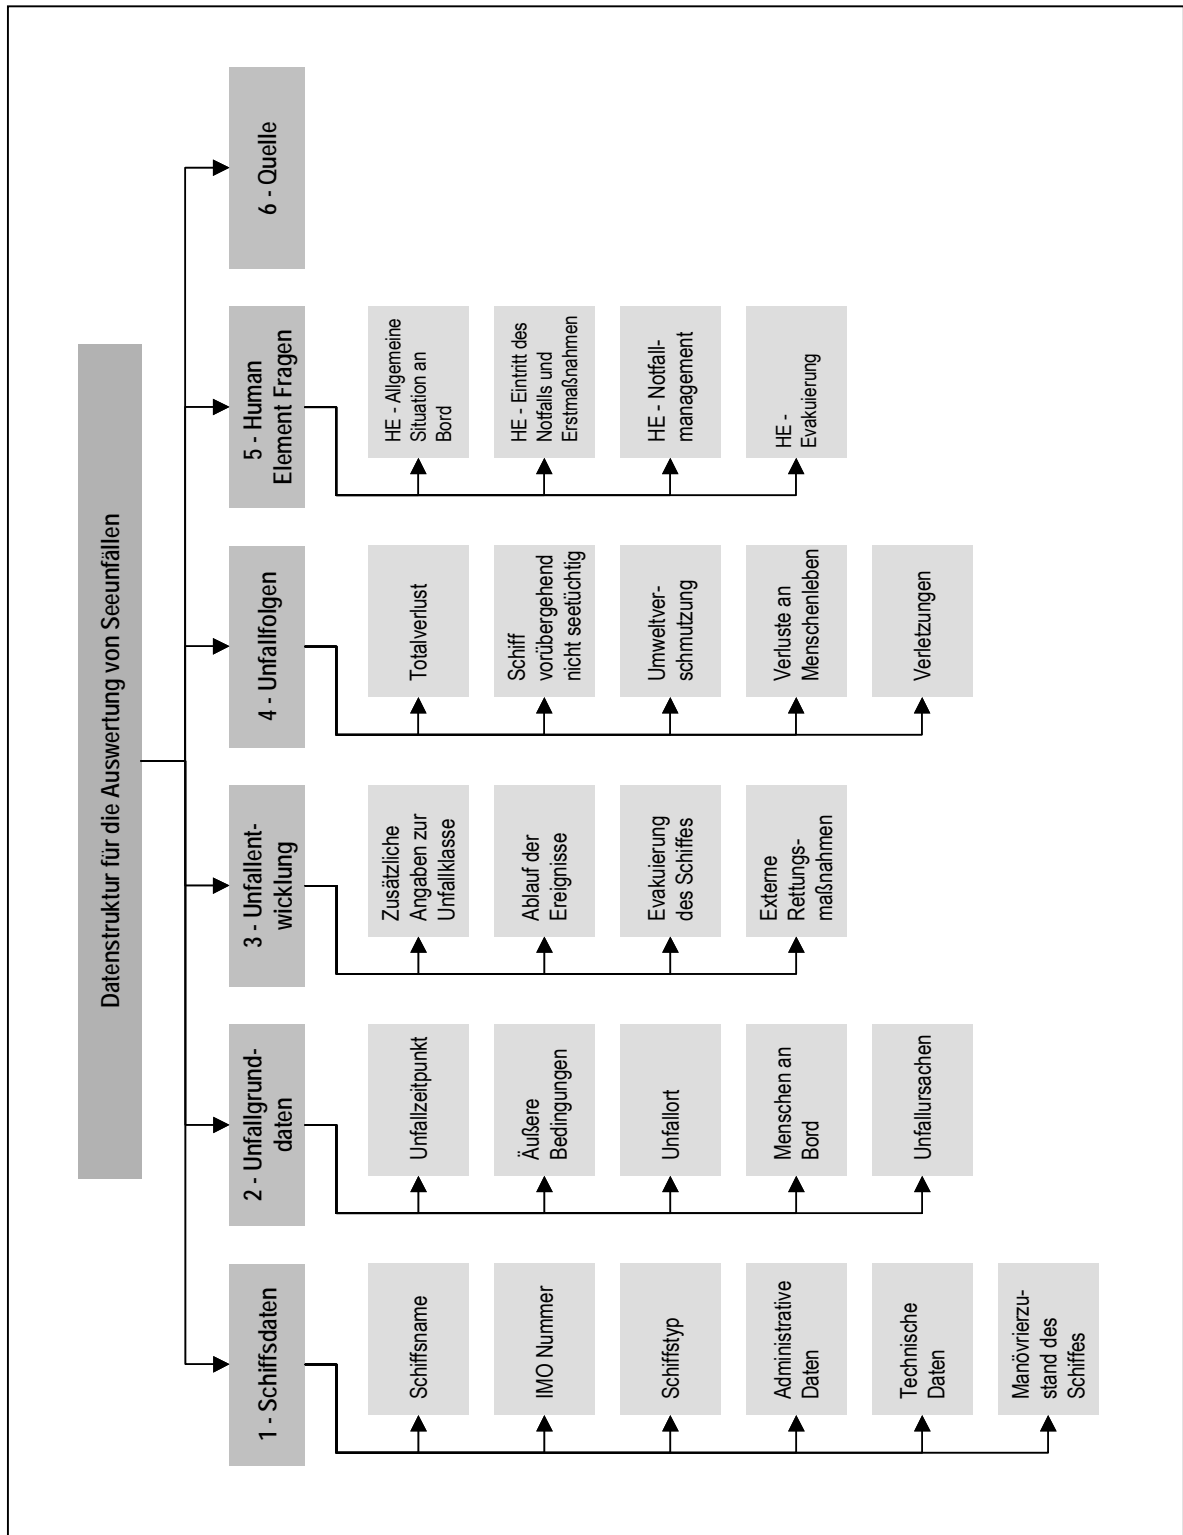 Datenstruktur für die Auswertung von Seeunfällen
1 - Schiffsdaten
Schiffsname
IMO Nummer
Schiffstyp
Administrative
Daten
Technische
Daten
Manövrierzu-
stand des
Schiffes
2 - Unfallgrund-
daten
Unfallzeitpunkt
Äußere
Bedingungen
Unfallort
Menschen an
Bord
Unfallursachen
3 - Unfallent-
wicklung
Zusätzliche
Angaben zur
Unfallklasse
Ablauf der
Ereignisse
Evakuierung
des Schiffes
Externe
Rettungs-
maßnahmen
4 - Unfallfolgen
Totalverlust
Schiff
vorübergehend
nicht seetüchtig
Umweltver-
schmutzung
Verluste an
Menschenleben
Verletzungen
5 - Human
Element Fragen
HE - Allgemeine
Situation an
Bord
HE - Eintritt des
Notfalls und
Erstmaßnahmen
HE - Notfall-
management
HE -
Evakuierung
6 - Quelle